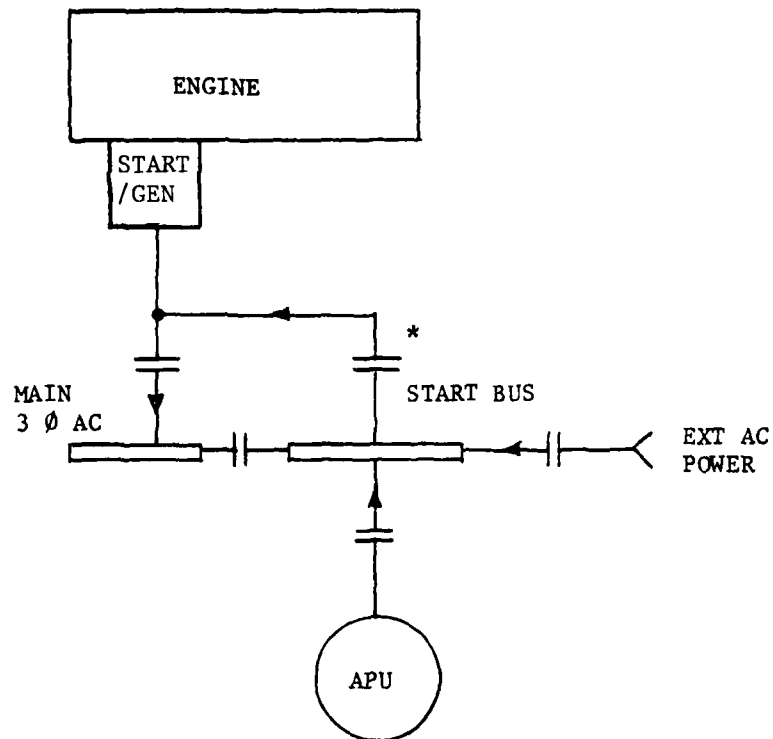 ENGINE
START
/GEN
*
MAIN
3 Ø AC
START BUS
EXT AC
POWER
APU